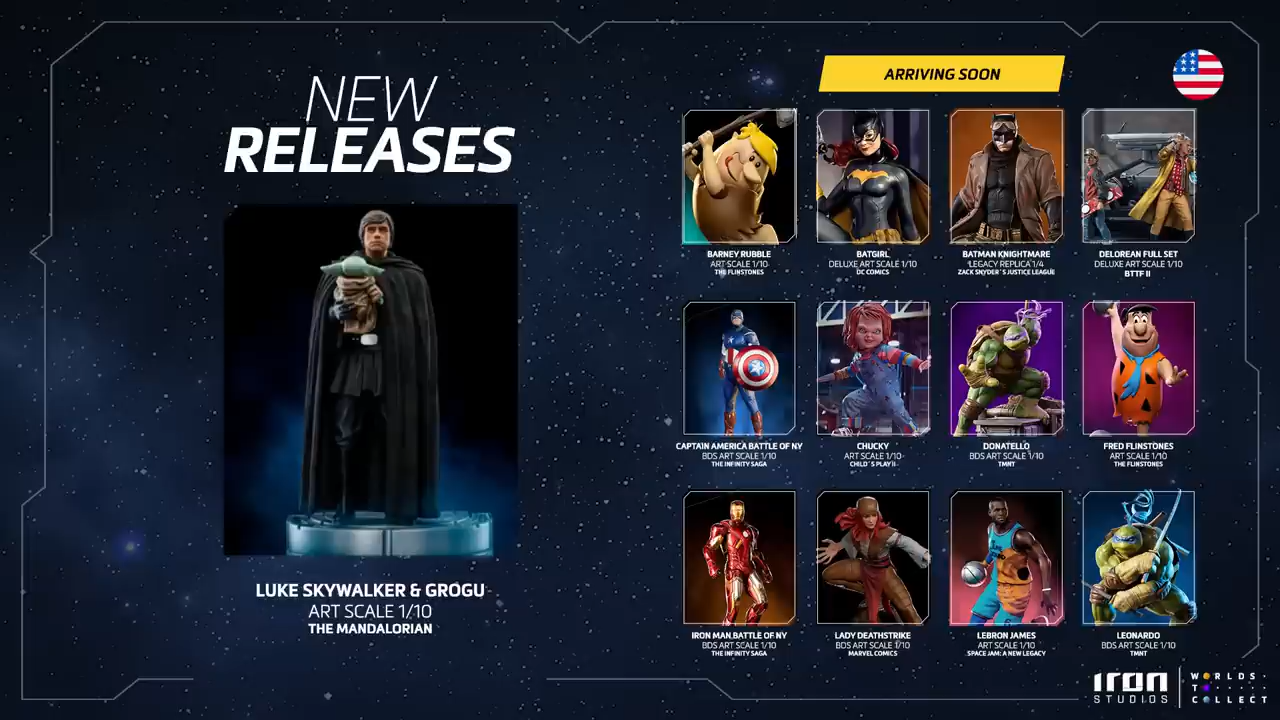 NEW
RELEASES
LUKE SKYWALKER & GROGU
ART SCALE 1/10
THE MANDALORIAN
ARRIVING SOON
BARNEY RUBBLE
ART SCALE 1/10
THE FLINSTONES
BATGIRL
DELUXE ART SCALE 1/10
DC COMICS
BATMAN KNIGHTMARE
LEGACY REPLICA 1/4
ZACK SNYDER´S JUSTICE LEAGUE
DELOREAN FULL SET
DELUXE ART SCALE 1/10
BTTF II
CAPTAIN AMERICA BATTLE OF NY
BDS ART SCALE 1/10
THE INFINITY SAGA
CHUCKY
ART SCALE 1/10
CHILD´S PLAY II
DONATELLO
BDS ART SCALE 1/10
TMNT
FRED FLINSTONES
ART SCALE 1/10
THE FLINSTONES
IRON MAN BATTLE OF NY
BDS ART SCALE 1/10
THE INFINITY SAGA
LADY DEATHSTRIKE
BDS ART SCALE 1/10
MARVEL COMICS
LEBRON JAMES
ART SCALE 1/10
SPACE JAM: A NEW LEGACY
LEONARDO
BDS ART SCALE 1/10
TMNT
IRON
STUDIOS
WORLDS
TO
COLLECT